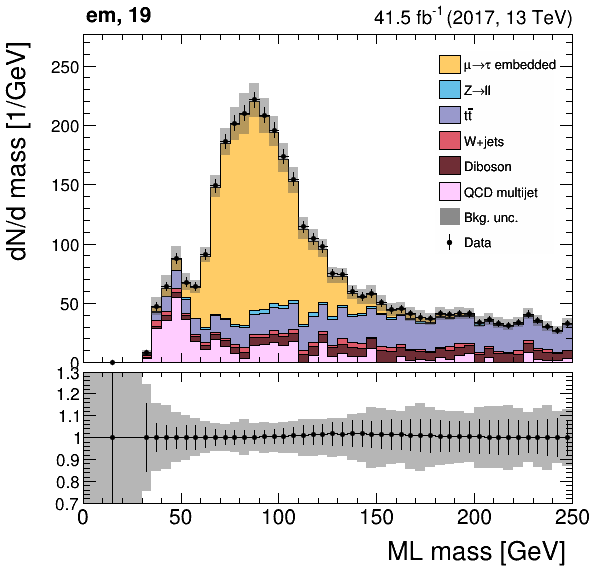 em, 19
41.5 fb⁻¹ (2017, 13 TeV)
dN/d mass [1/GeV]
250
200
150
100
50
0
μ→τ embedded
Z→ll
tt̄
W+jets
Diboson
QCD multijet
Bkg. unc.
Data
1.3
1.2
1.1
1
0.9
0.8
0.7
0 50 100 150 200 250
ML mass [GeV]